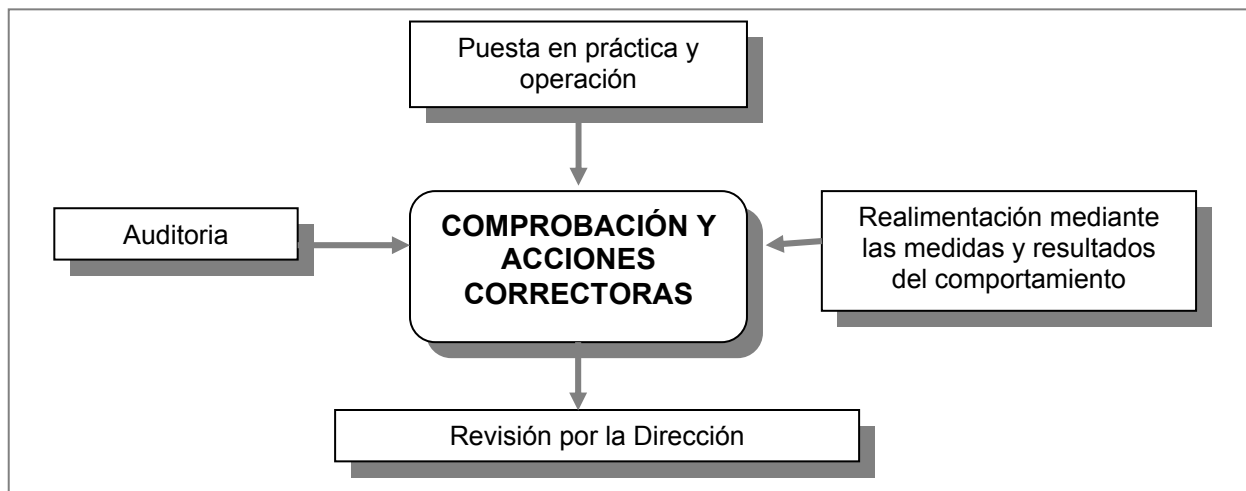 Puesta en práctica y
operación
Auditoria
COMPROBACIÓN Y
ACCIONES
CORRECTORAS
Realimentación mediante
las medidas y resultados
del comportamiento
Revisión por la Dirección